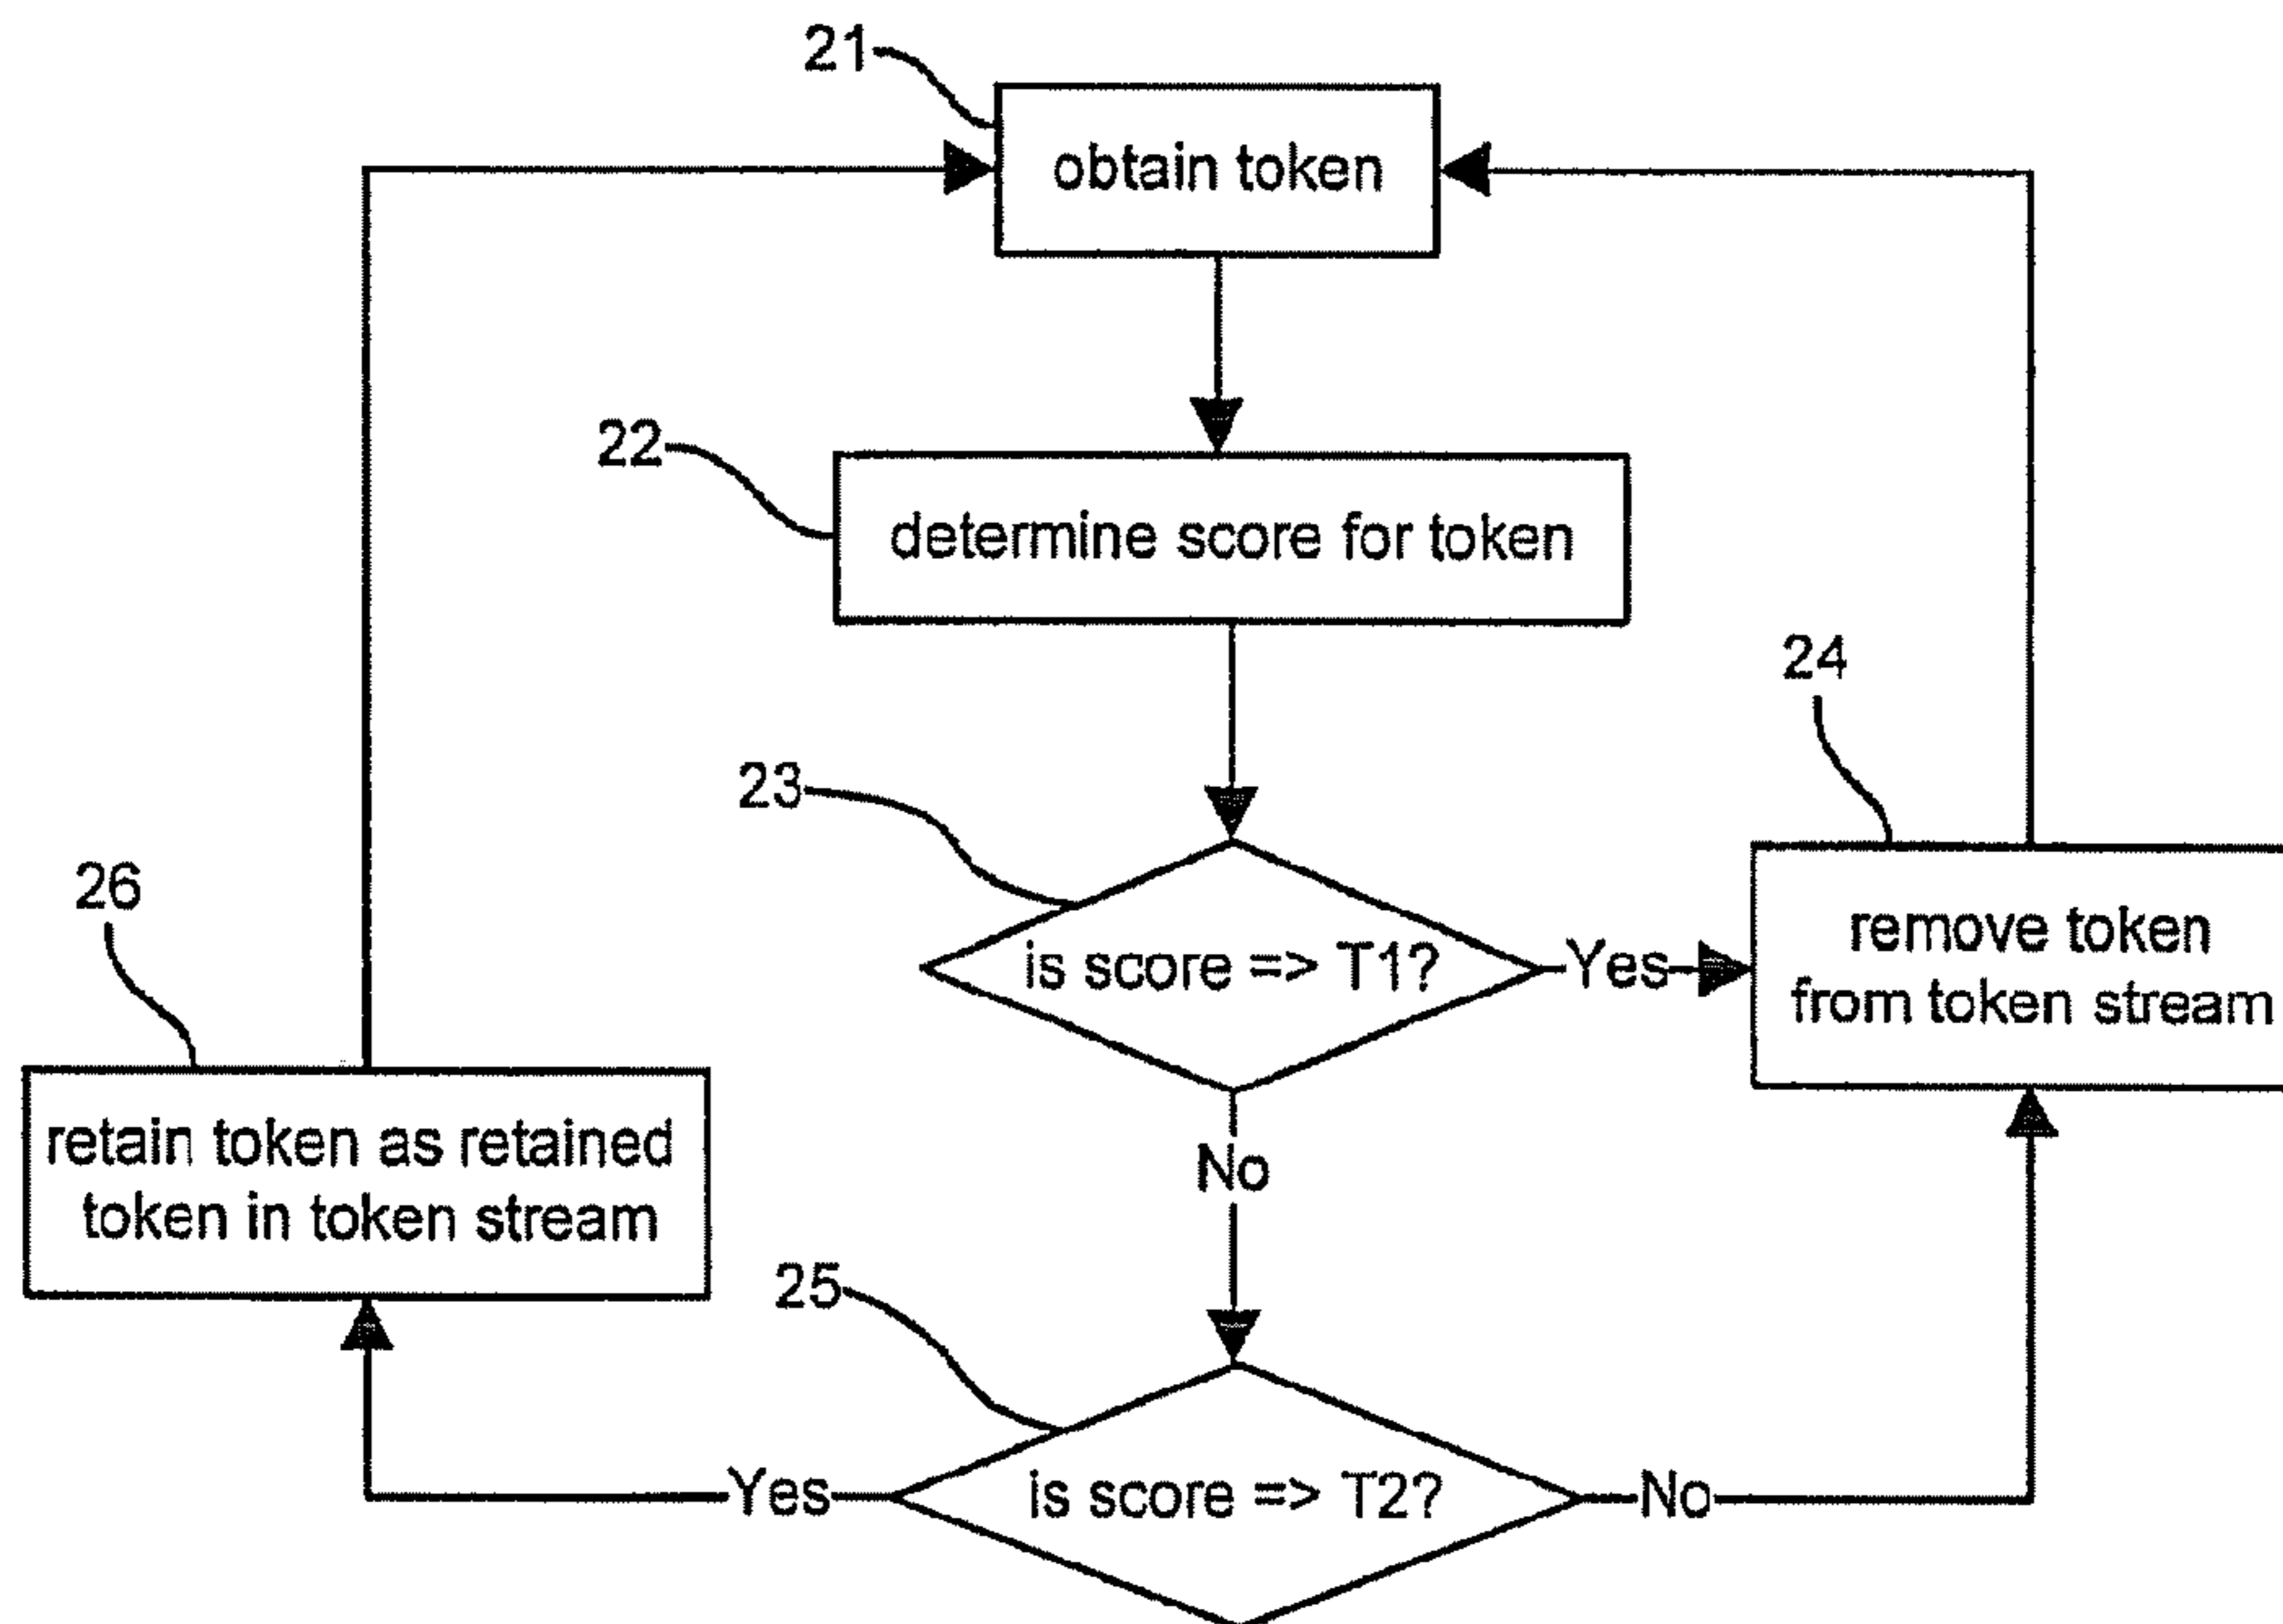 21
obtain token
22
determine score for token
24
23
26
is score => T1?
Yes
remove token
from token stream
retain token as retained
token in token stream
No
25
is score => T2?
Yes
No